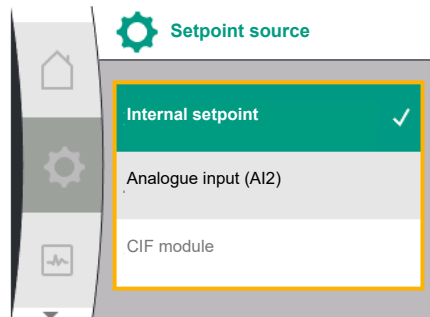 Setpoint source
Internal setpoint
Analogue input (AI2)
CIF module